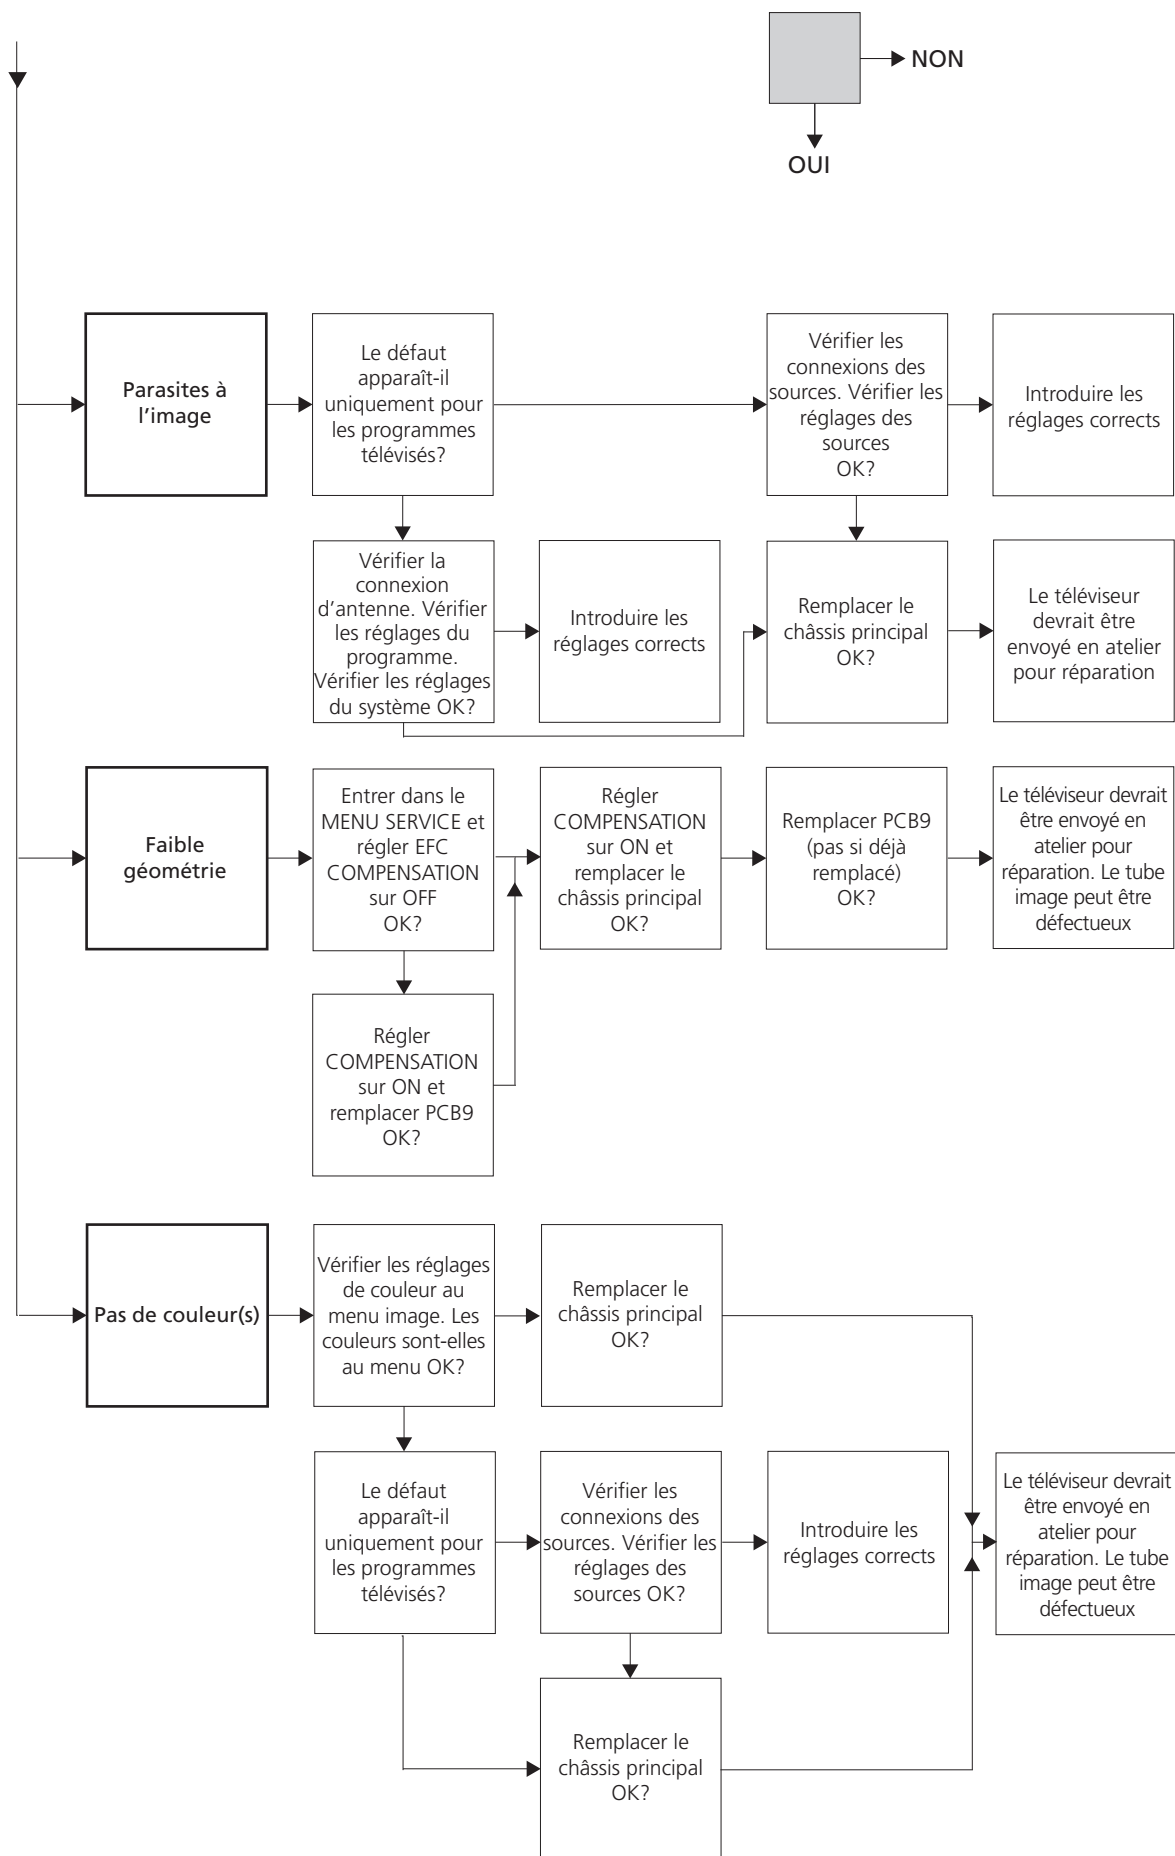 NON
OUI
Parasites à
l'image
Le défaut
apparaît-il
uniquement pour
les programmes
télévisés?
Vérifier les
connexions des
sources. Vérifier les
réglages des
sources
OK?
Introduire les
réglages corrects
Vérifier la
connexion
d'antenne. Vérifier
les réglages du
programme.
Vérifier les réglages
du système OK?
Introduire les
réglages corrects
Remplacer le
châssis principal
OK?
Le téléviseur
devrait être
envoyé en atelier
pour réparation
Faible
géométrie
Entrer dans le
MENU SERVICE et
régler EFC
COMPENSATION
sur OFF
OK?
Régler
COMPENSATION
sur ON et
remplacer le
châssis principal
OK?
Remplacer PCB9
(pas si déjà
remplacé)
OK?
Le téléviseur devrait
être envoyé en
atelier pour
réparation. Le tube
image peut être
défectueux
Régler
COMPENSATION
sur ON et
remplacer PCB9
OK?
Pas de couleur(s)
Vérifier les réglages
de couleur au
menu image. Les
couleurs sont-elles
au menu OK?
Remplacer le
châssis principal
OK?
Le défaut
apparaît-il
uniquement pour
les programmes
télévisés?
Vérifier les
connexions des
sources. Vérifier les
réglages des
sources OK?
Introduire les
réglages corrects
Le téléviseur devrait
être envoyé en
atelier pour
réparation. Le tube
image peut être
défectueux
Remplacer le
châssis principal
OK?